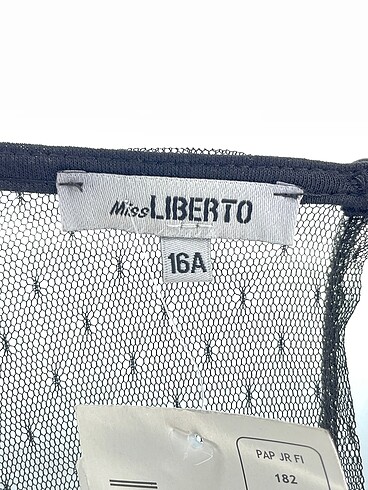 Miss LIBERTO
16A
PAP JR FI
182